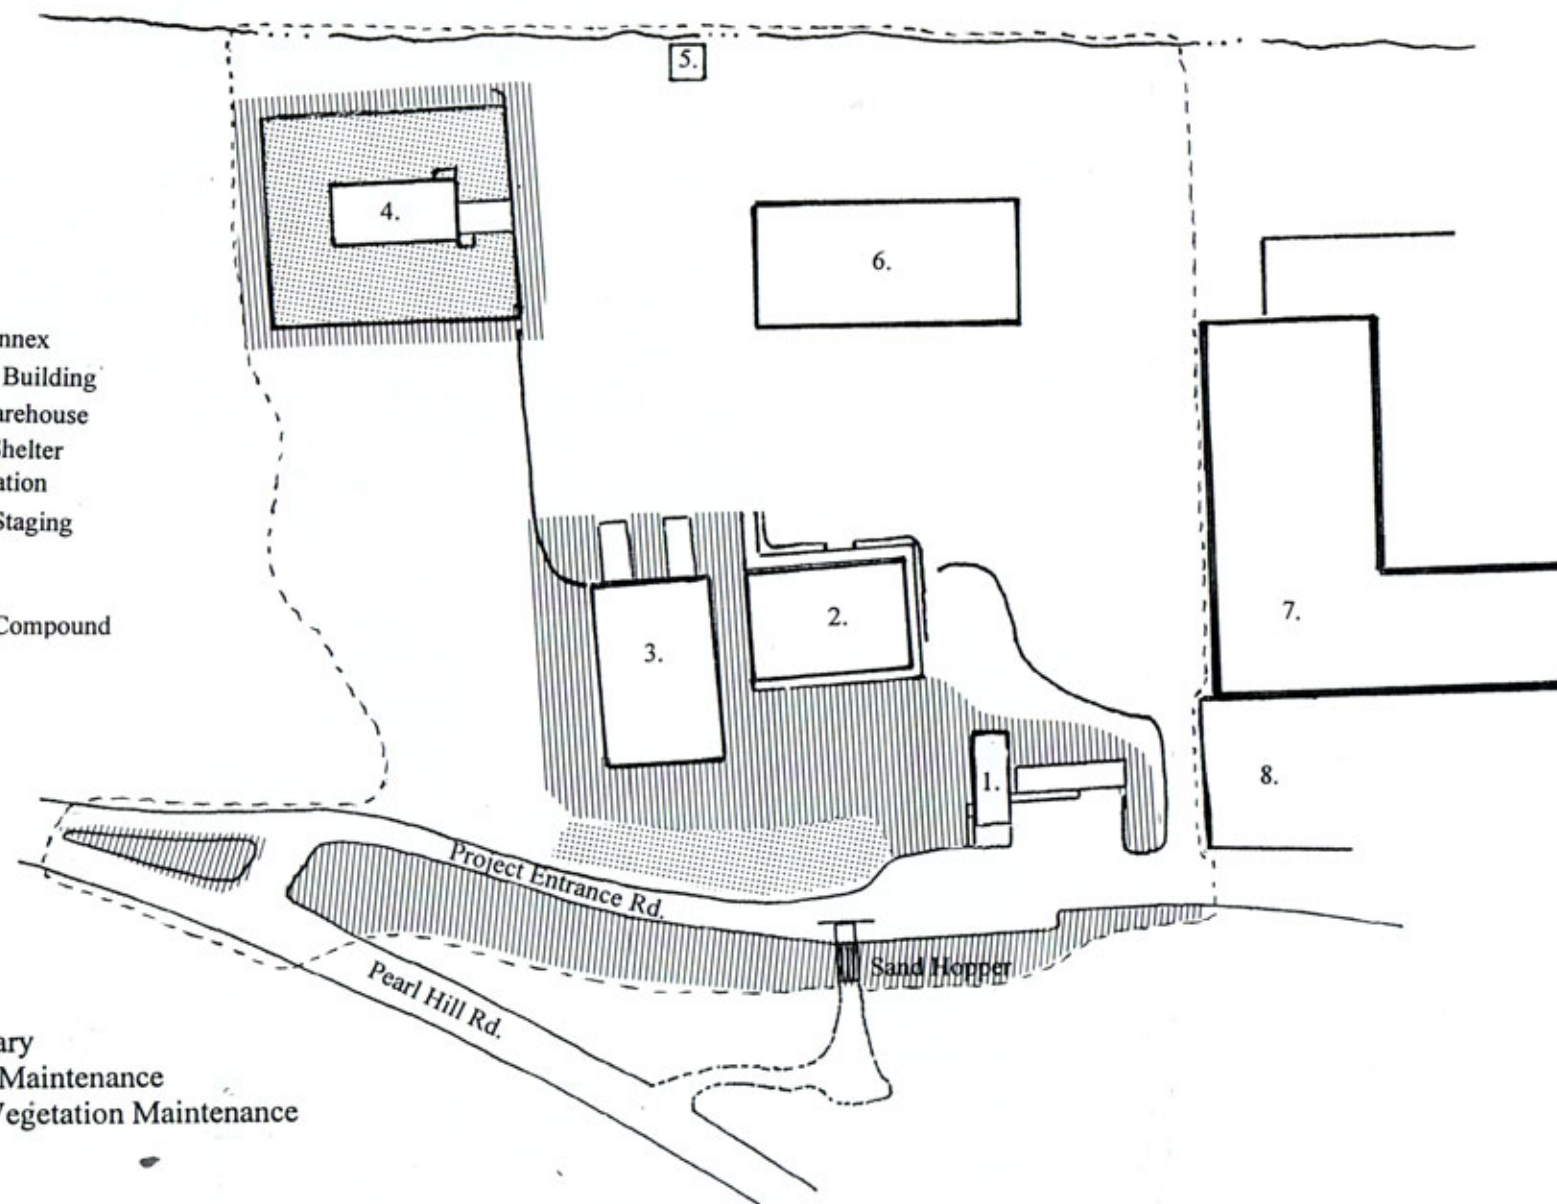 5.
4.
6.
nnex
Building
arehouse
helter
ation
Staging
Compound
7.
2.
3.
1.
8.
Project Entrance Rd.
Sand Hopper
Pearl Hill Rd.
ary
Maintenance
Vegetation Maintenance